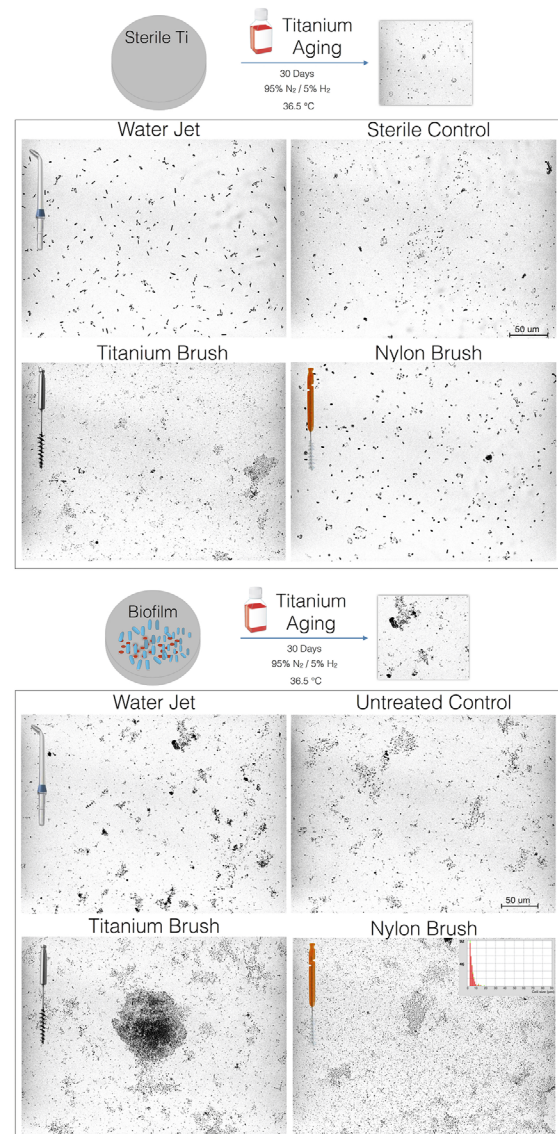 Sterile Ti
Titanium
Aging
30 Days
95% N₂ / 5% H₂
36.5 °C
Water Jet
Sterile Control
50 um
Titanium Brush
Nylon Brush
Biofilm
Titanium
Aging
30 Days
95% N₂ / 5% H₂
36.5 °C
Water Jet
Untreated Control
50 um
Titanium Brush
Nylon Brush